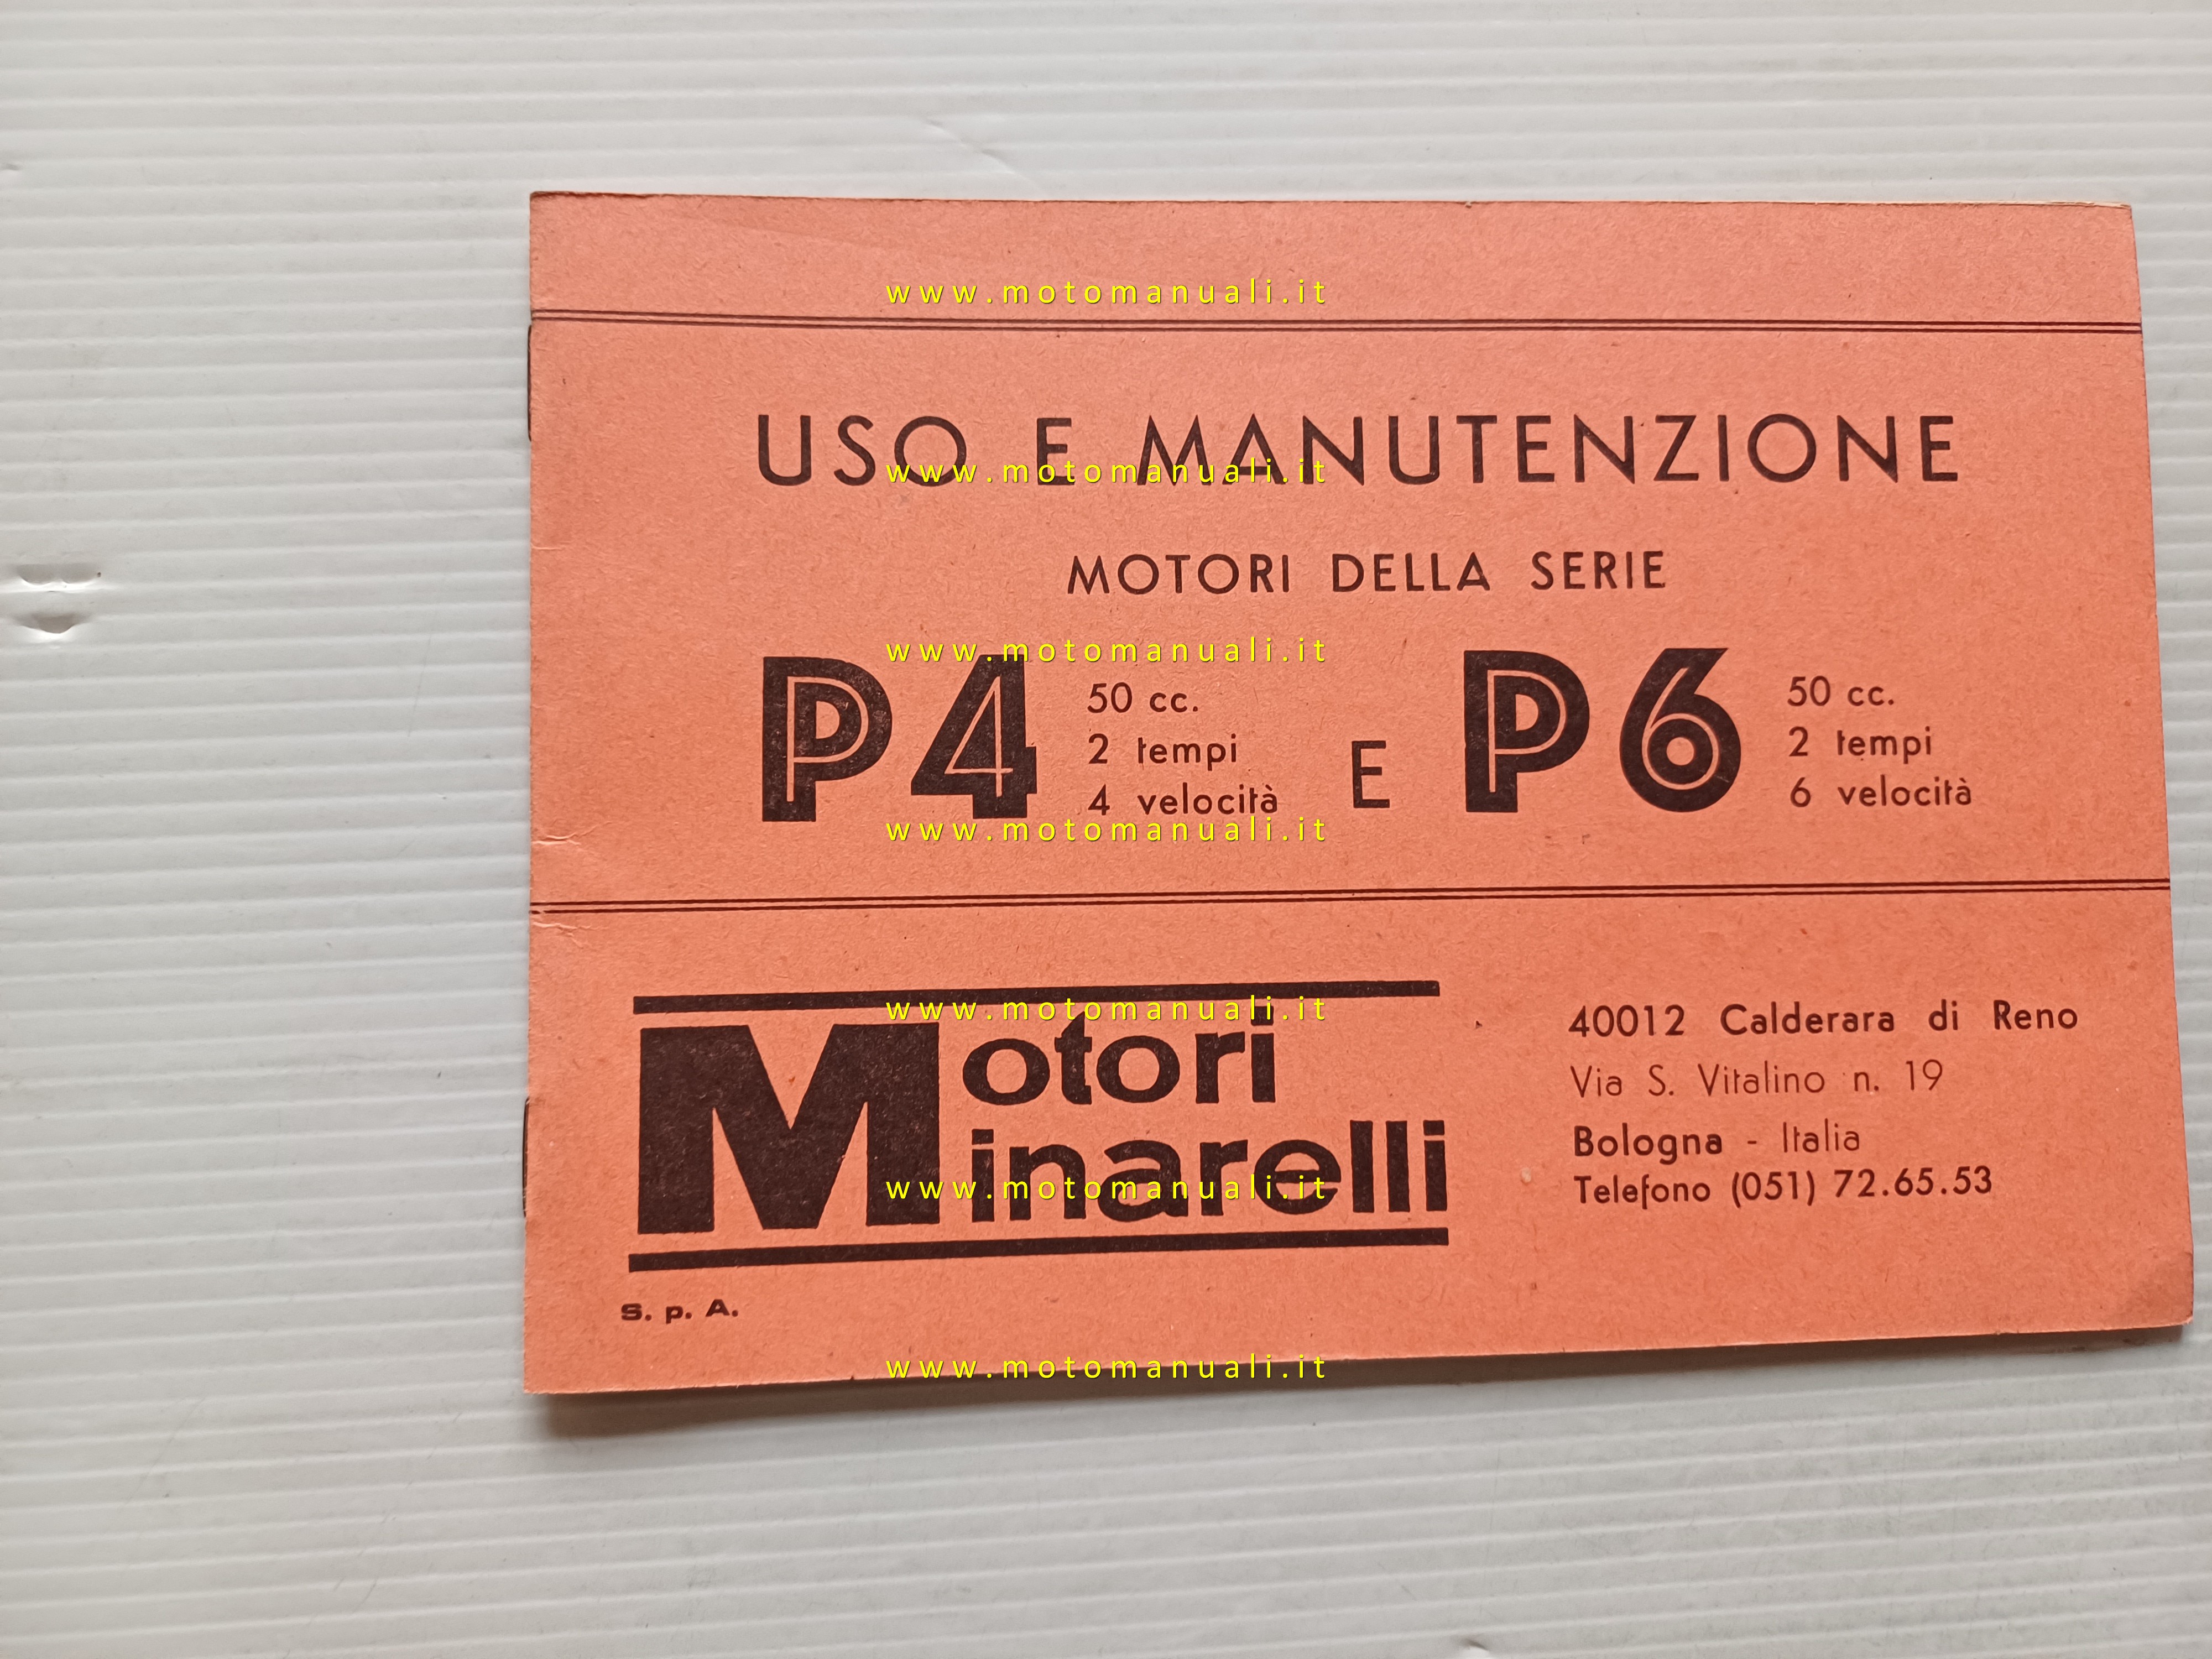 www.motomanuali.it
USO E MANUTENZIONE
www.motomanuali.it
MOTORI DELLA SERIE
www.motomanuali.it
P4 50 cc. 2 tempi 4 velocità
E
P6 50 cc. 2 tempi 6 velocità
www.motomanuali.it
www.motomanuali.it
Motori
Minarelli
www.motomanuali.it
S. p. A.
40012 Calderara di Reno
Via S. Vitalino n. 19
Bologna - Italia
Telefono (051) 72.65.53
www.motomanuali.it